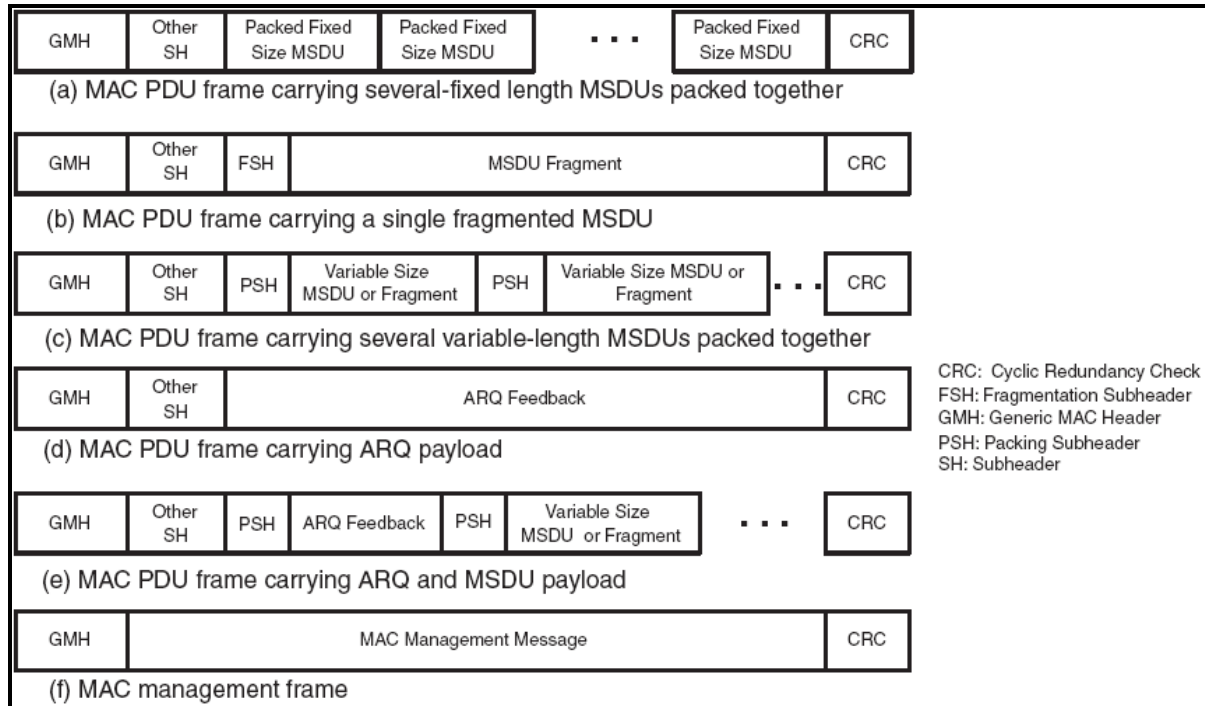 GMH Other SH Packed Fixed Size MSDU Packed Fixed Size MSDU . . . Packed Fixed Size MSDU CRC
(a) MAC PDU frame carrying several-fixed length MSDUs packed together
GMH Other SH FSH MSDU Fragment CRC
(b) MAC PDU frame carrying a single fragmented MSDU
GMH Other SH PSH Variable Size MSDU or Fragment PSH Variable Size MSDU or Fragment . . . CRC
(c) MAC PDU frame carrying several variable-length MSDUs packed together
GMH Other SH ARQ Feedback CRC
(d) MAC PDU frame carrying ARQ payload
CRC: Cyclic Redundancy Check
FSH: Fragmentation Subheader
GMH: Generic MAC Header
PSH: Packing Subheader
SH: Subheader
GMH Other SH PSH ARQ Feedback PSH Variable Size MSDU or Fragment . . . CRC
(e) MAC PDU frame carrying ARQ and MSDU payload
GMH MAC Management Message CRC
(f) MAC management frame